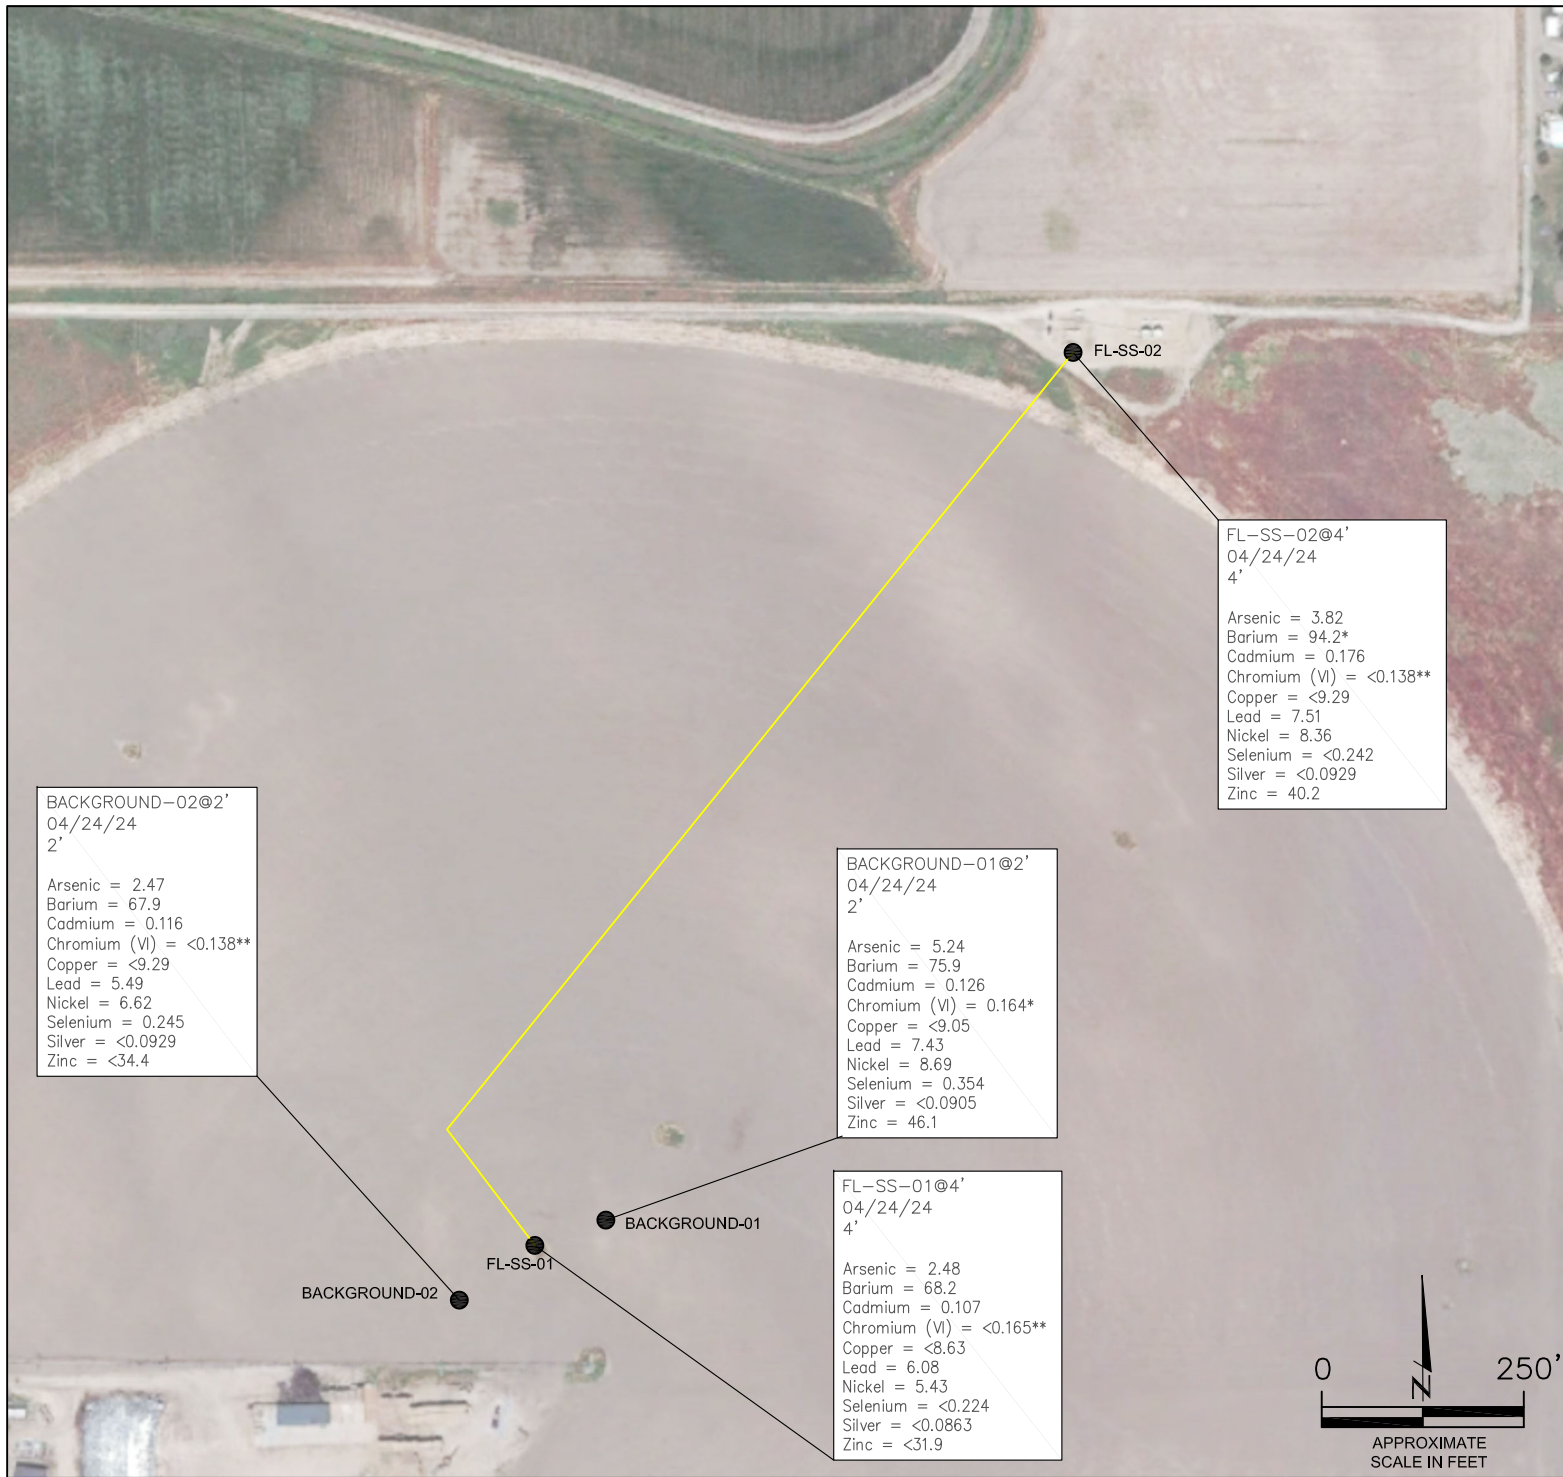 FL-SS-02
FL-SS-02@4'
04/24/24
4'
Arsenic = 3.82
Barium = 94.2*
Cadmium = 0.176
Chromium (VI) = <0.138**
Copper = <9.29
Lead = 7.51
Nickel = 8.36
Selenium = <0.242
Silver = <0.0929
Zinc = 40.2
BACKGROUND-02@2'
04/24/24
2'
Arsenic = 2.47
Barium = 67.9
Cadmium = 0.116
Chromium (VI) = <0.138**
Copper = <9.29
Lead = 5.49
Nickel = 6.62
Selenium = 0.245
Silver = <0.0929
Zinc = <34.4
BACKGROUND-01@2'
04/24/24
2'
Arsenic = 5.24
Barium = 75.9
Cadmium = 0.126
Chromium (VI) = 0.164*
Copper = <9.05
Lead = 7.43
Nickel = 8.69
Selenium = 0.354
Silver = <0.0905
Zinc = 46.1
BACKGROUND-01
FL-SS-01
BACKGROUND-02
FL-SS-01@4'
04/24/24
4'
Arsenic = 2.48
Barium = 68.2
Cadmium = 0.107
Chromium (VI) = <0.165**
Copper = <8.63
Lead = 6.08
Nickel = 5.43
Selenium = <0.224
Silver = <0.0863
Zinc = <31.9
0 250'
N
APPROXIMATE
SCALE IN FEET